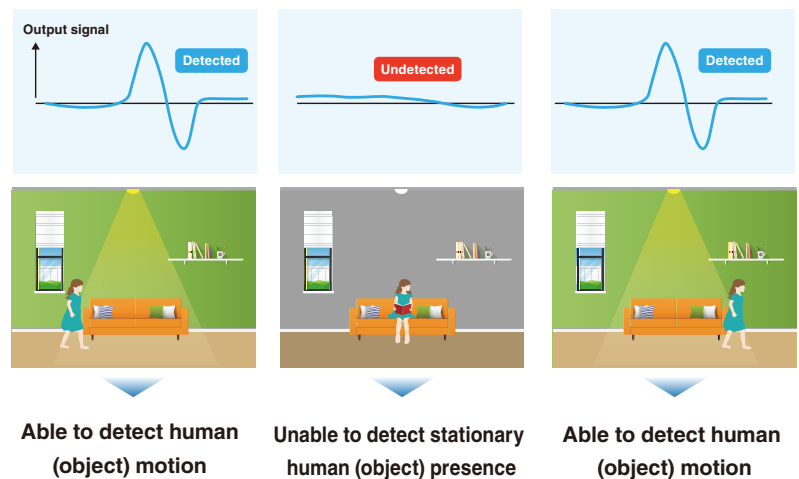 Output signal
Detected
Undetected
Detected
Able to detect human
(object) motion
Unable to detect stationary
human (object) presence
Able to detect human
(object) motion